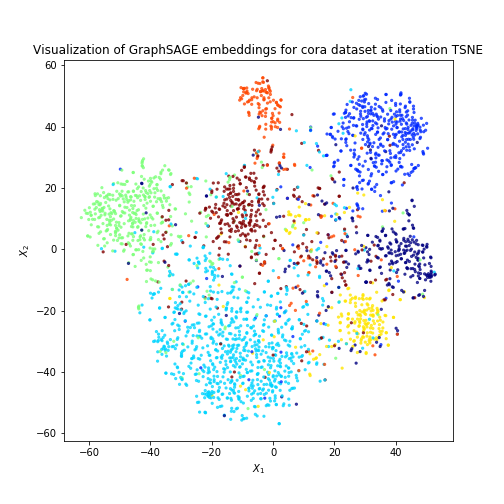 Visualization of GraphSAGE embeddings for cora dataset at iteration TSNE
60
40
20
0
−20
−40
−60
X2
−60 −40 −20 0 20 40
X1